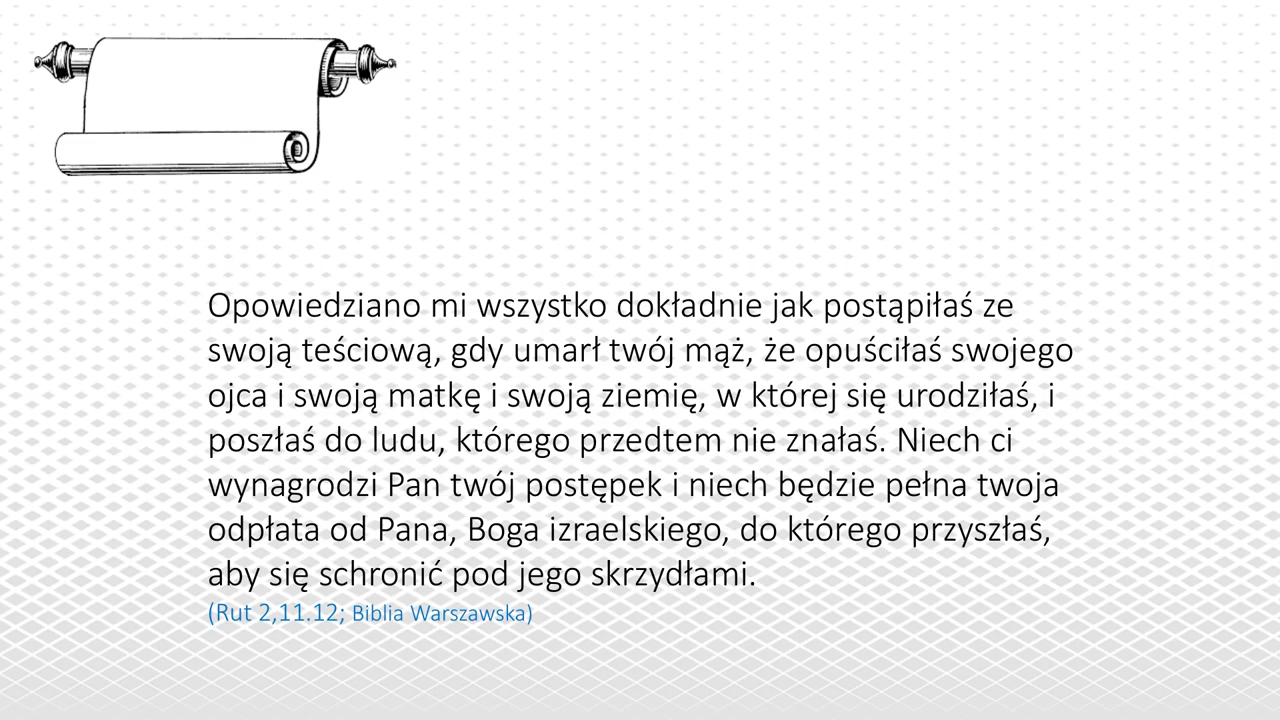 Opowiedziano mi wszystko dokładnie jak postąpiłaś ze
swoją teściową, gdy umarł twój mąż, że opuściłaś swojego
ojca i swoją matkę i swoją ziemię, w której się urodziłaś, i
poszłaś do ludu, którego przedtem nie znałaś. Niech ci
wynagrodzi Pan twój postępek i niech będzie pełna twoja
odpłata od Pana, Boga izraelskiego, do którego przyszłaś,
aby się schronić pod jego skrzydłami.
(Rut 2,11.12; Biblia Warszawska)